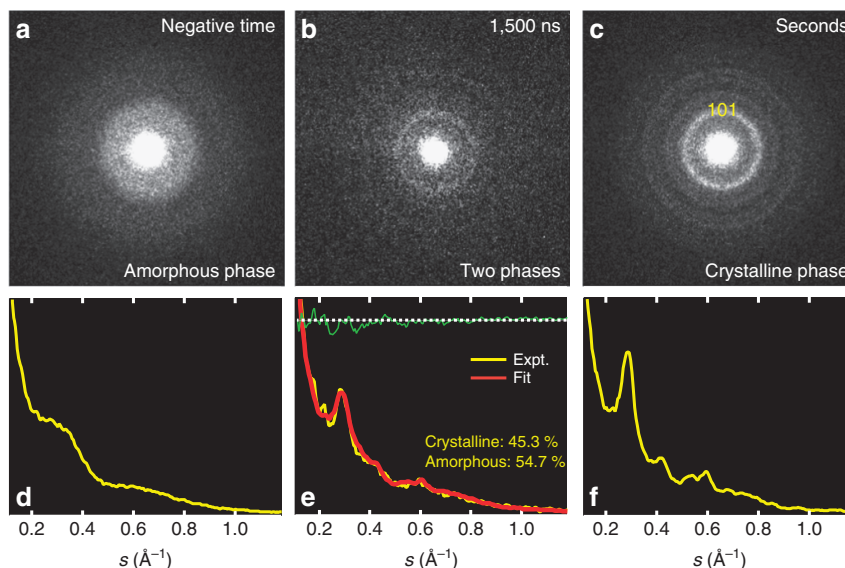 a Negative time
Amorphous phase
b 1,500 ns
Two phases
c Seconds
101
Crystalline phase
d
0.2 0.4 0.6 0.8 1.0
s (Å⁻¹)
Expt.
Fit
Crystalline: 45.3 %
Amorphous: 54.7 %
e
0.2 0.4 0.6 0.8 1.0
s (Å⁻¹)
f
0.2 0.4 0.6 0.8 1.0
s (Å⁻¹)